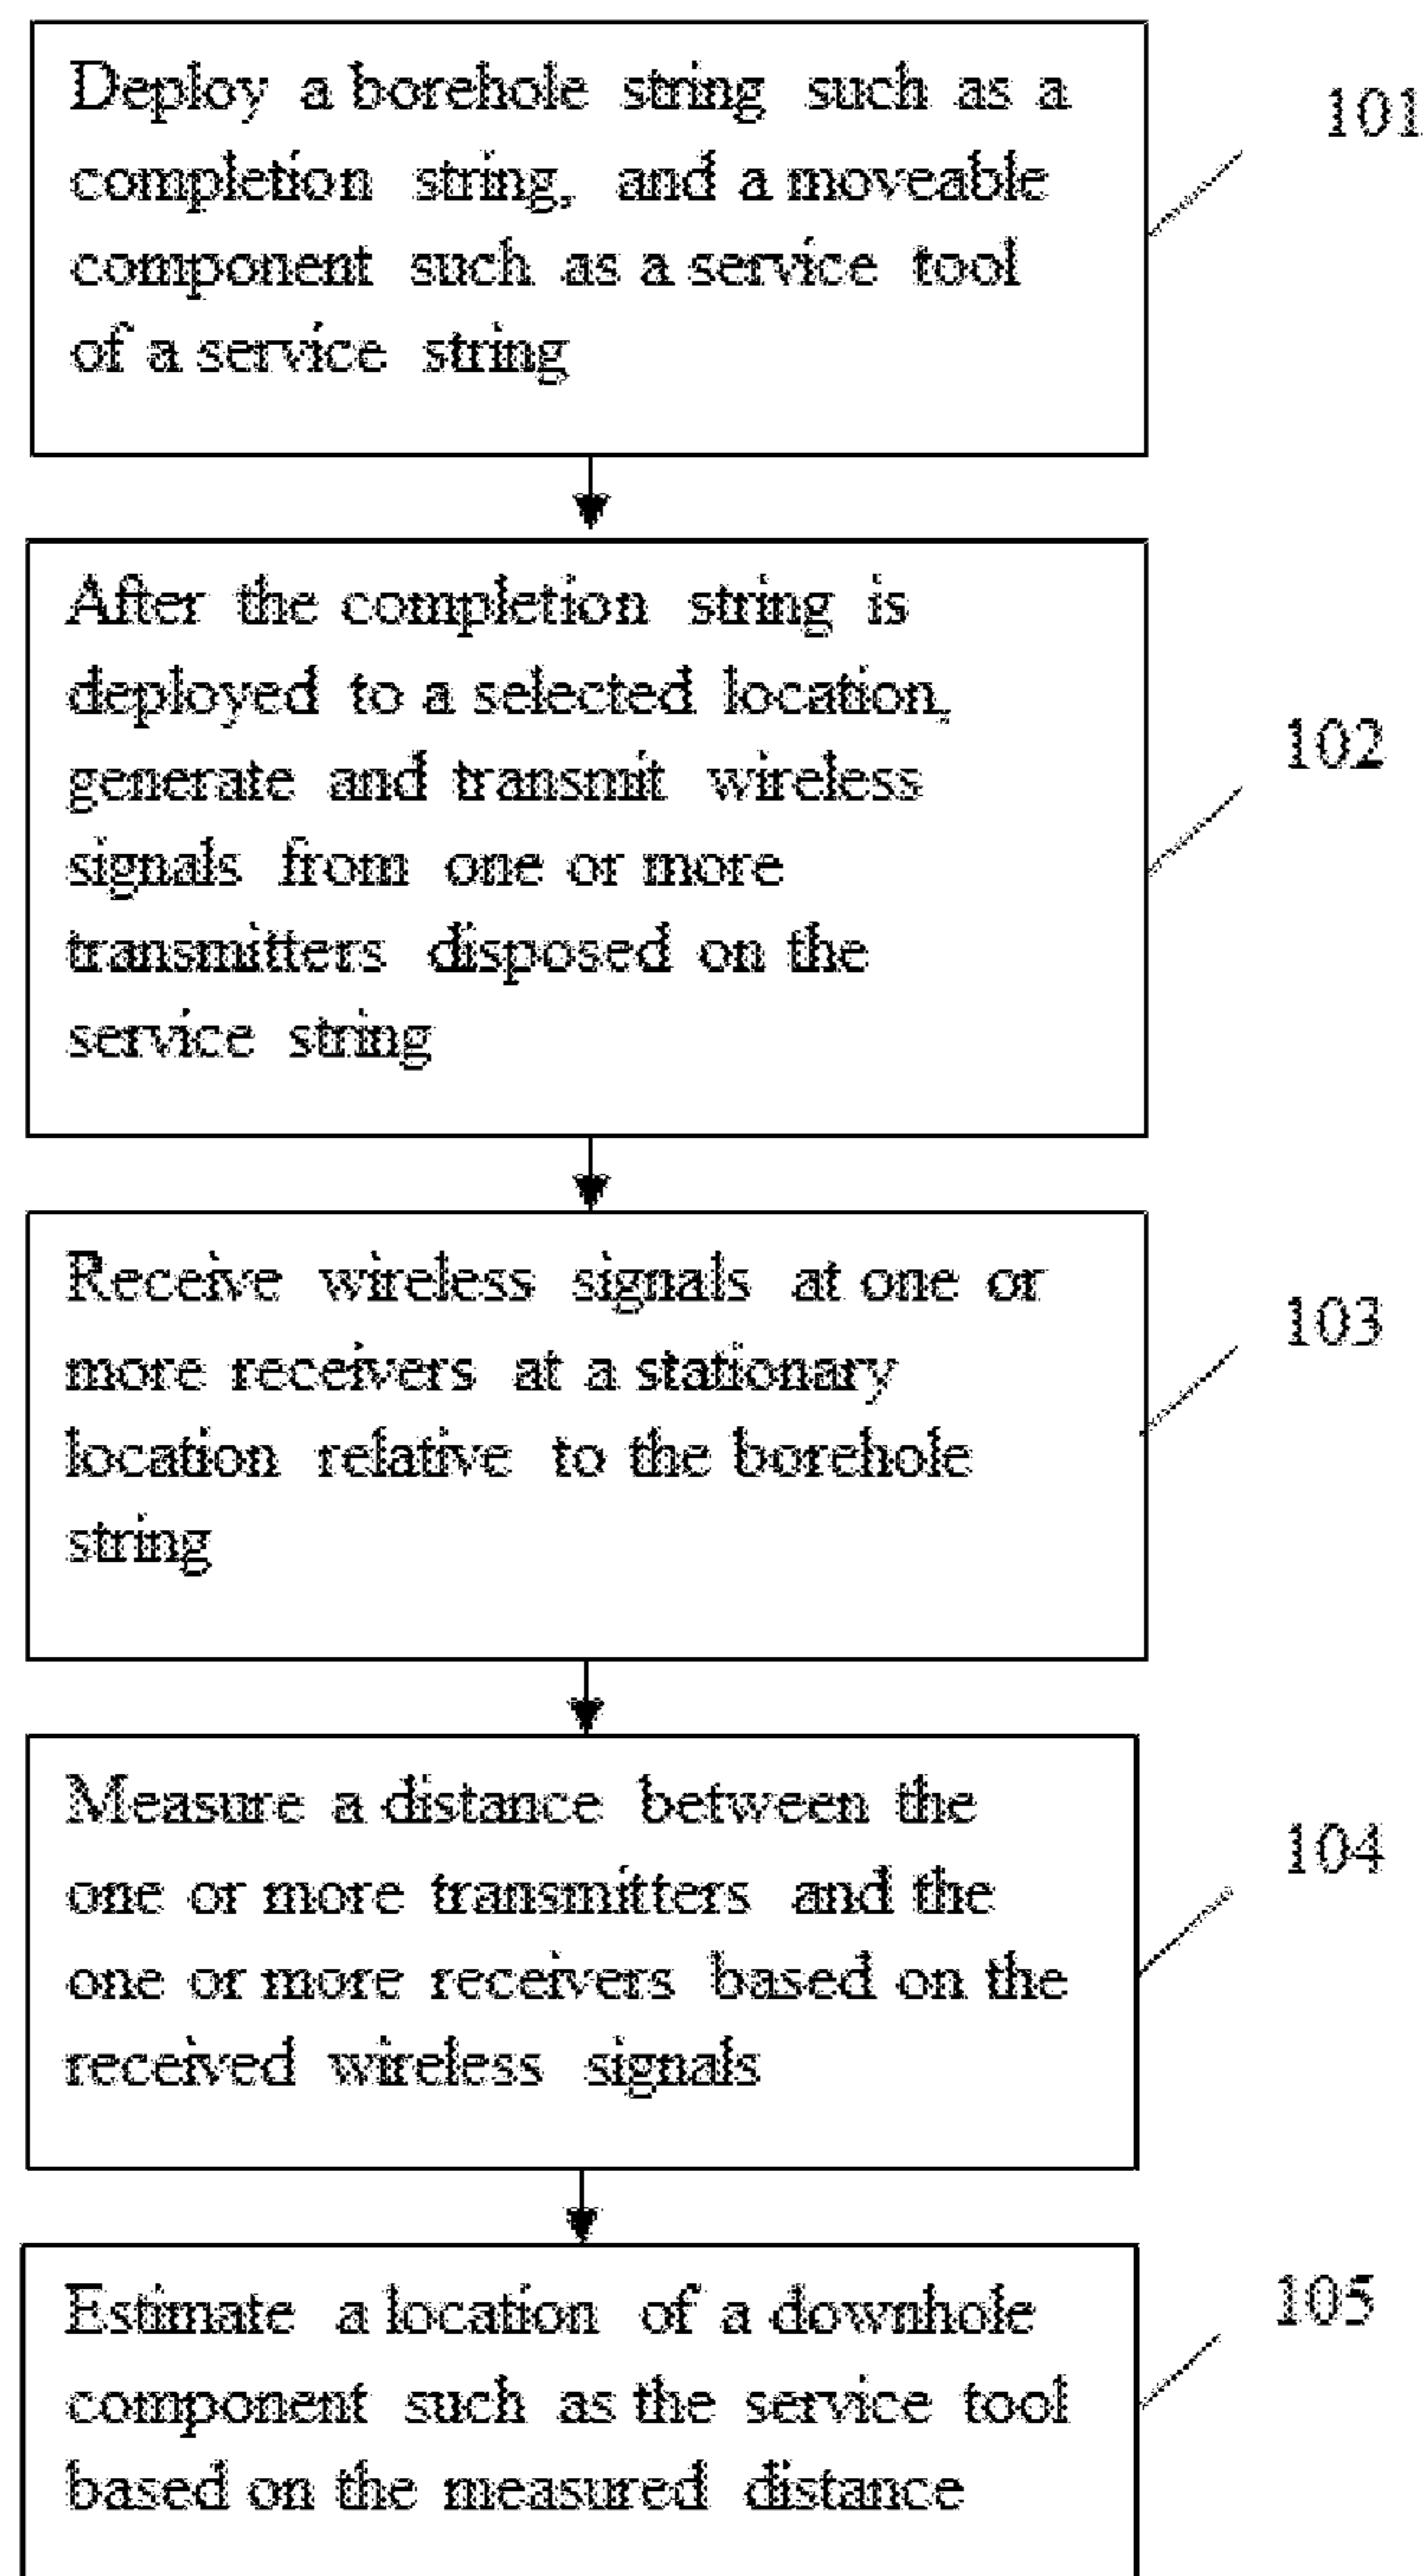 Deploy a borehole string such as a
completion string, and a moveable
component such as a service tool
of a service string
101
After the completion string is
deployed to a selected location,
generate and transmit wireless
signals from one or more
transmitters disposed on the
service string
102
Receive wireless signals at one or
more receivers at a stationary
location relative to the borehole
string
103
Measure a distance between the
one or more transmitters and the
one or more receivers based on the
received wireless signals
104
Estimate a location of a downhole
component such as the service tool
based on the measured distance
105